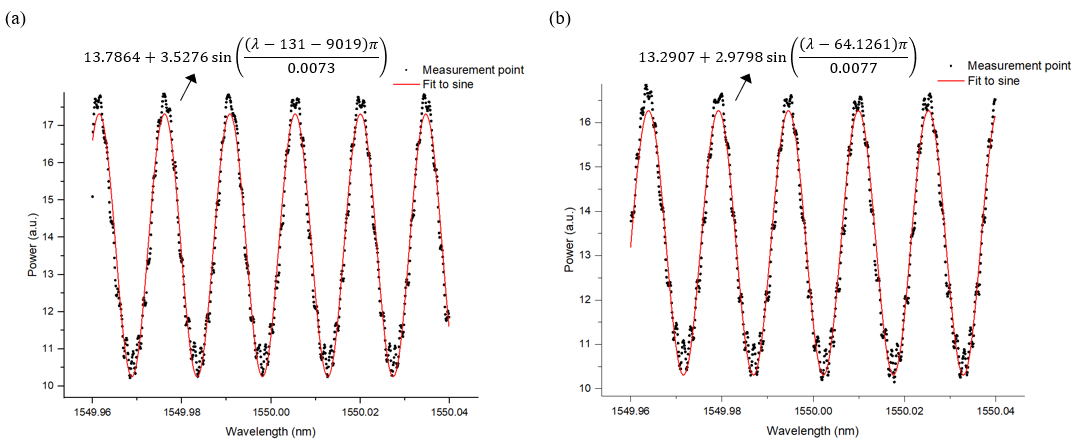 (a)
13.7864 + 3.5276 sin((λ − 131 − 9019)π / 0.0073)
Measurement point
Fit to sine
Power (a.u.)
17
16
15
14
13
12
11
10
1549.96
1549.98
1550.00
1550.02
1550.04
Wavelength (nm)
(b)
13.2907 + 2.9798 sin((λ − 64.1261)π / 0.0077)
Measurement point
Fit to sine
Power (a.u.)
16
15
14
13
12
11
10
1549.96
1549.98
1550.00
1550.02
1550.04
Wavelength (nm)